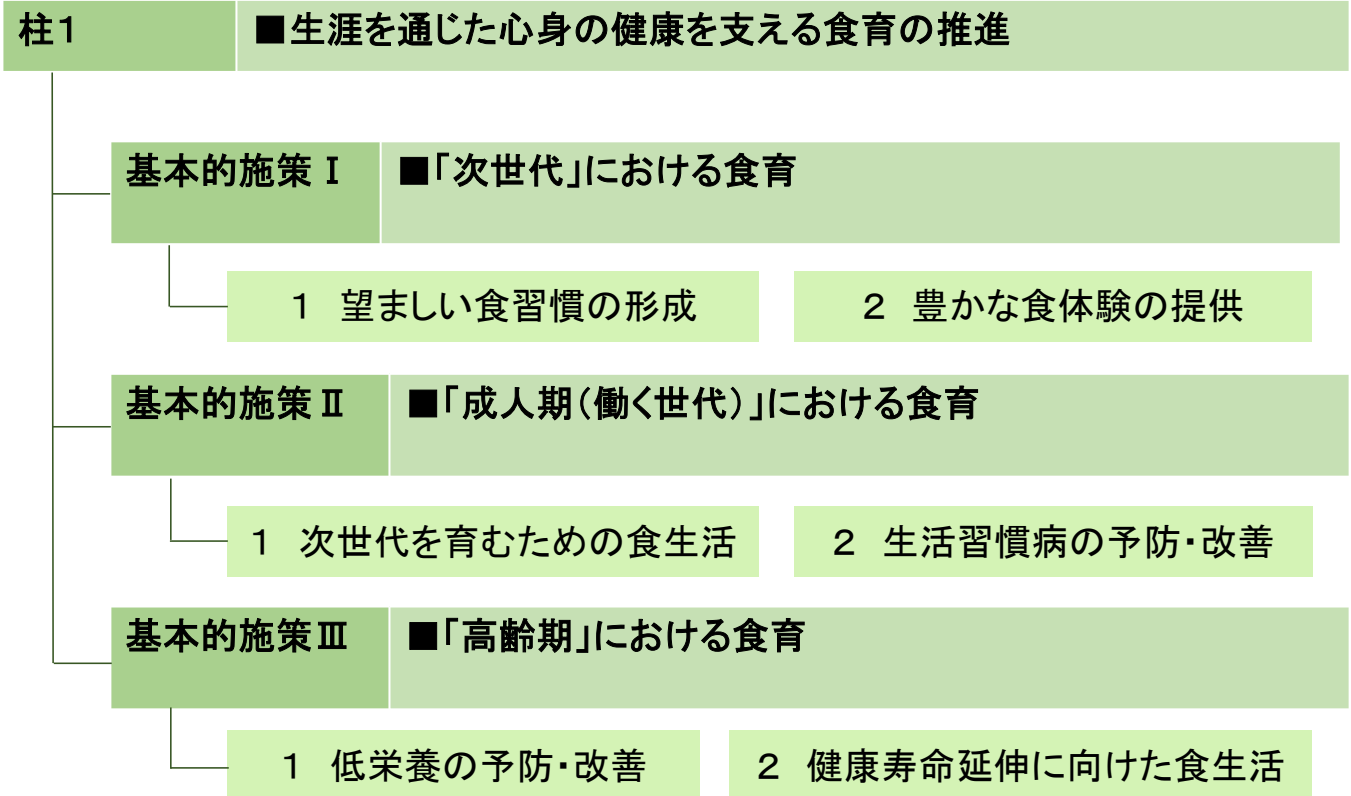 柱1 ■生涯を通じた心身の健康を支える食育の推進
基本的施策Ⅰ ■「次世代」における食育
1 望ましい食習慣の形成 2 豊かな食体験の提供
基本的施策Ⅱ ■「成人期(働く世代)」における食育
1 次世代を育むための食生活 2 生活習慣病の予防・改善
基本的施策Ⅲ ■「高齢期」における食育
1 低栄養の予防・改善 2 健康寿命延伸に向けた食生活